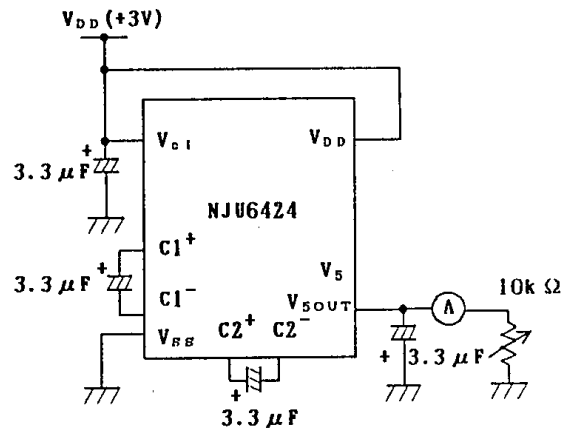 VDD (+3V)
+
Vci
VDD
3.3 μF
NJU6424
C1+
3.3 μF
+
C1−
V5
10k Ω
V5OUT
A
VSS
C2+ C2−
+
3.3 μF
+
3.3 μF